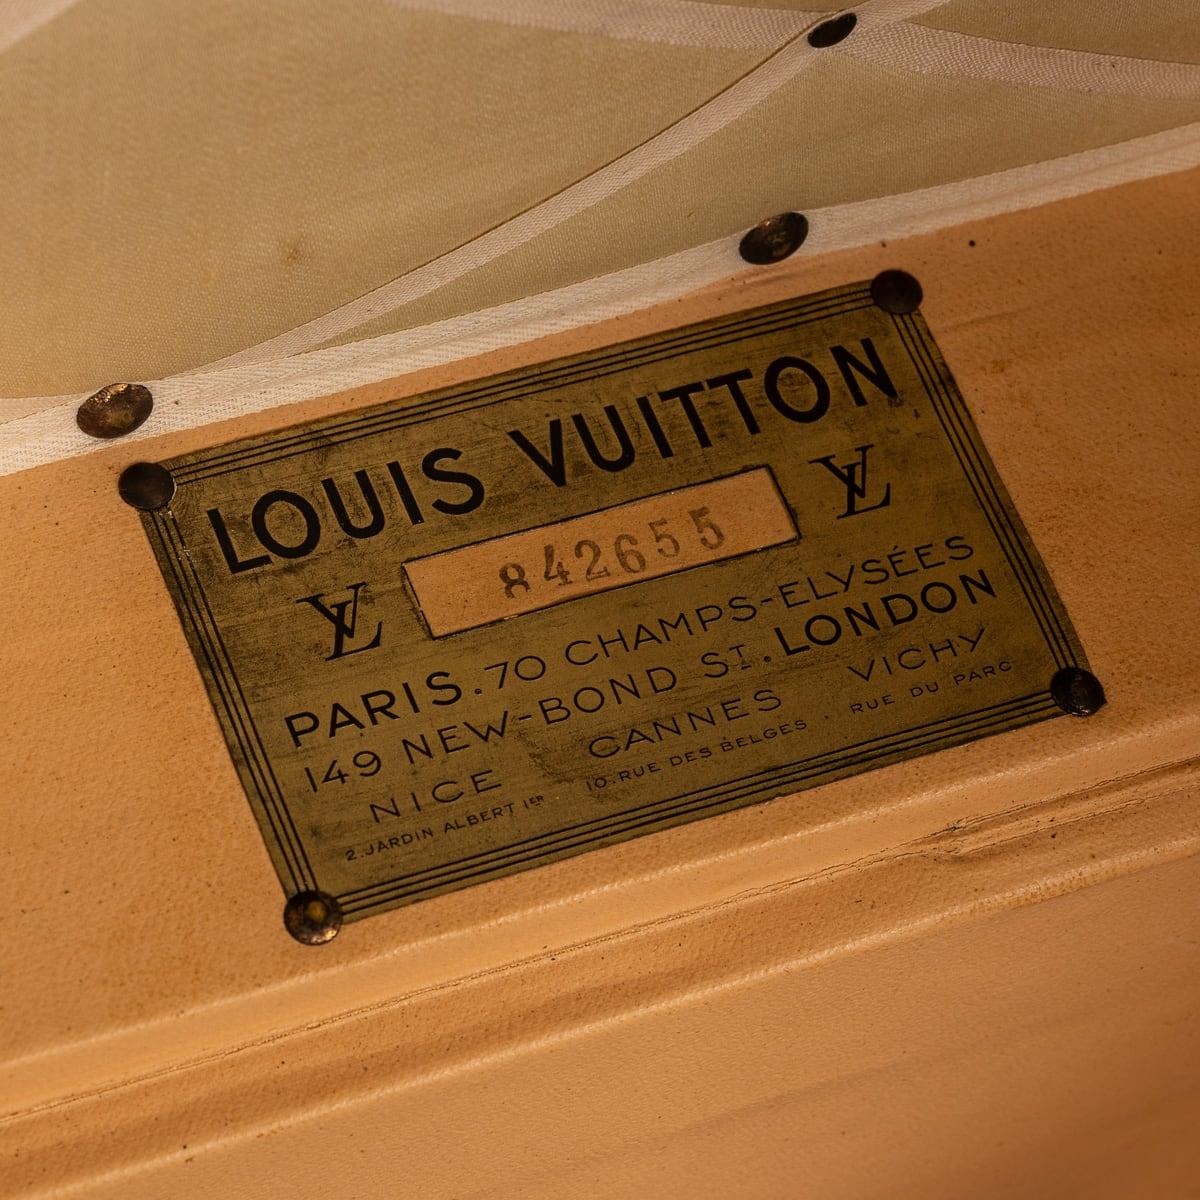 LOUIS VUITTON
LV 842655 LV
PARIS.70 CHAMPS-ELYSÉES
149 NEW-BOND ST. LONDON
NICE CANNES VICHY
2.JARDIN ALBERT IER 10.RUE DES BELGES . RUE DU PARC